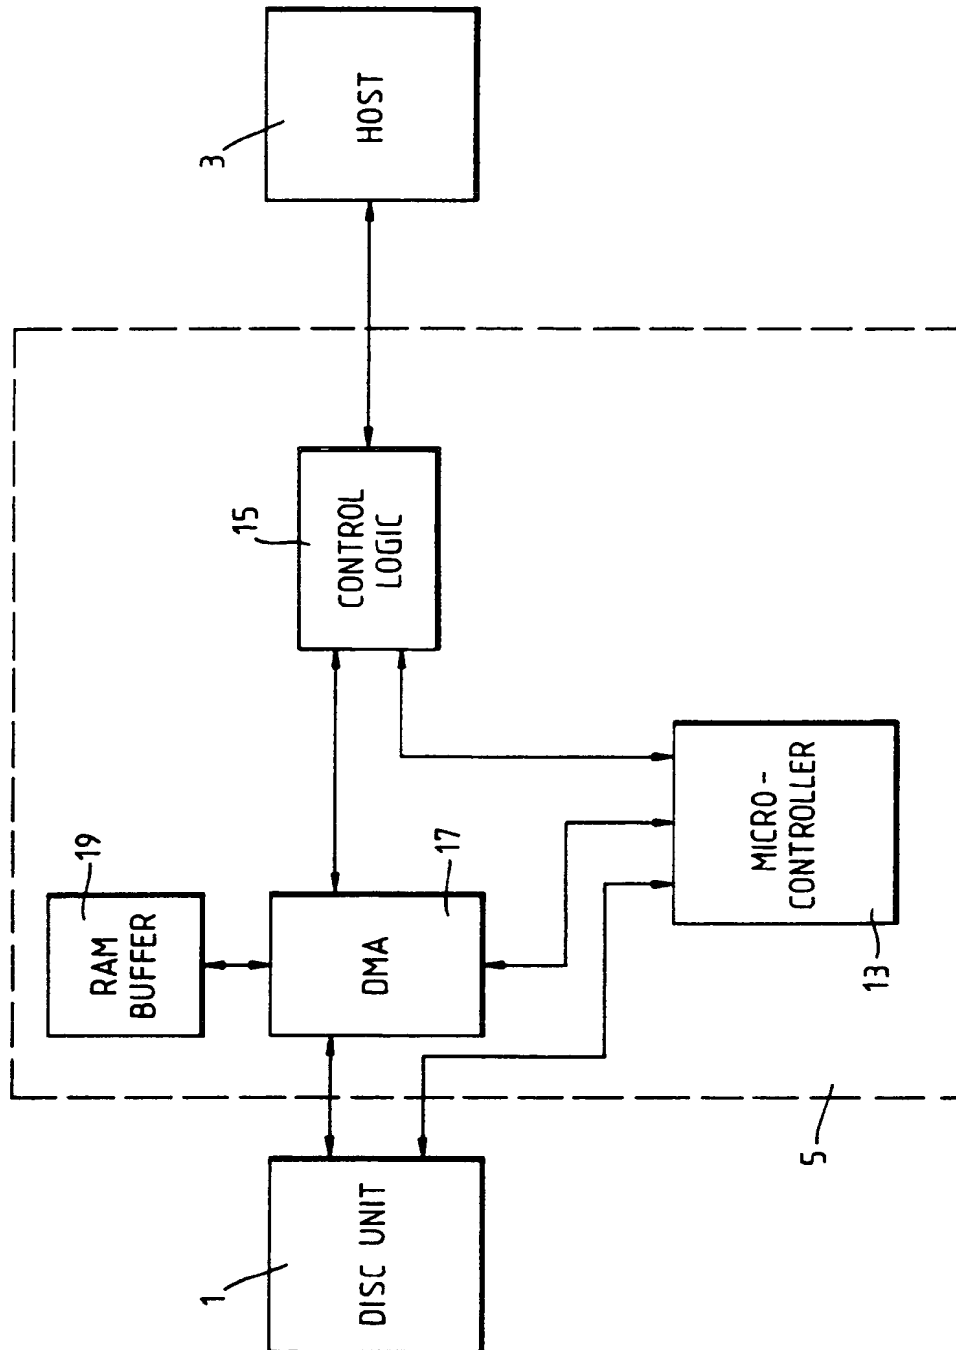 19
RAM
BUFFER
1
DISC UNIT
DMA
17
15
CONTROL
LOGIC
3
HOST
MICRO-
CONTROLLER
13
5